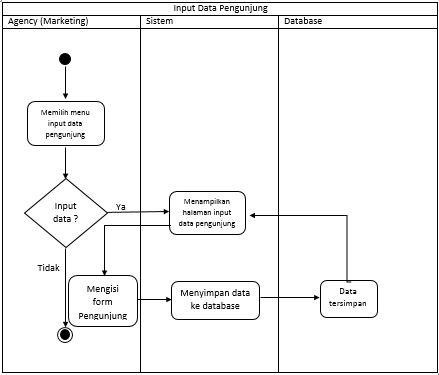 Input Data Pengunjung
Agency (Marketing)
Sistem
Database
Memilih menu
input data
pengunjung
Input
data ?
Ya
Menampilkan
halaman input
data pengunjung
Tidak
Mengisi
form
Pengunjung
Menyimpan data
ke database
Data
tersimpan